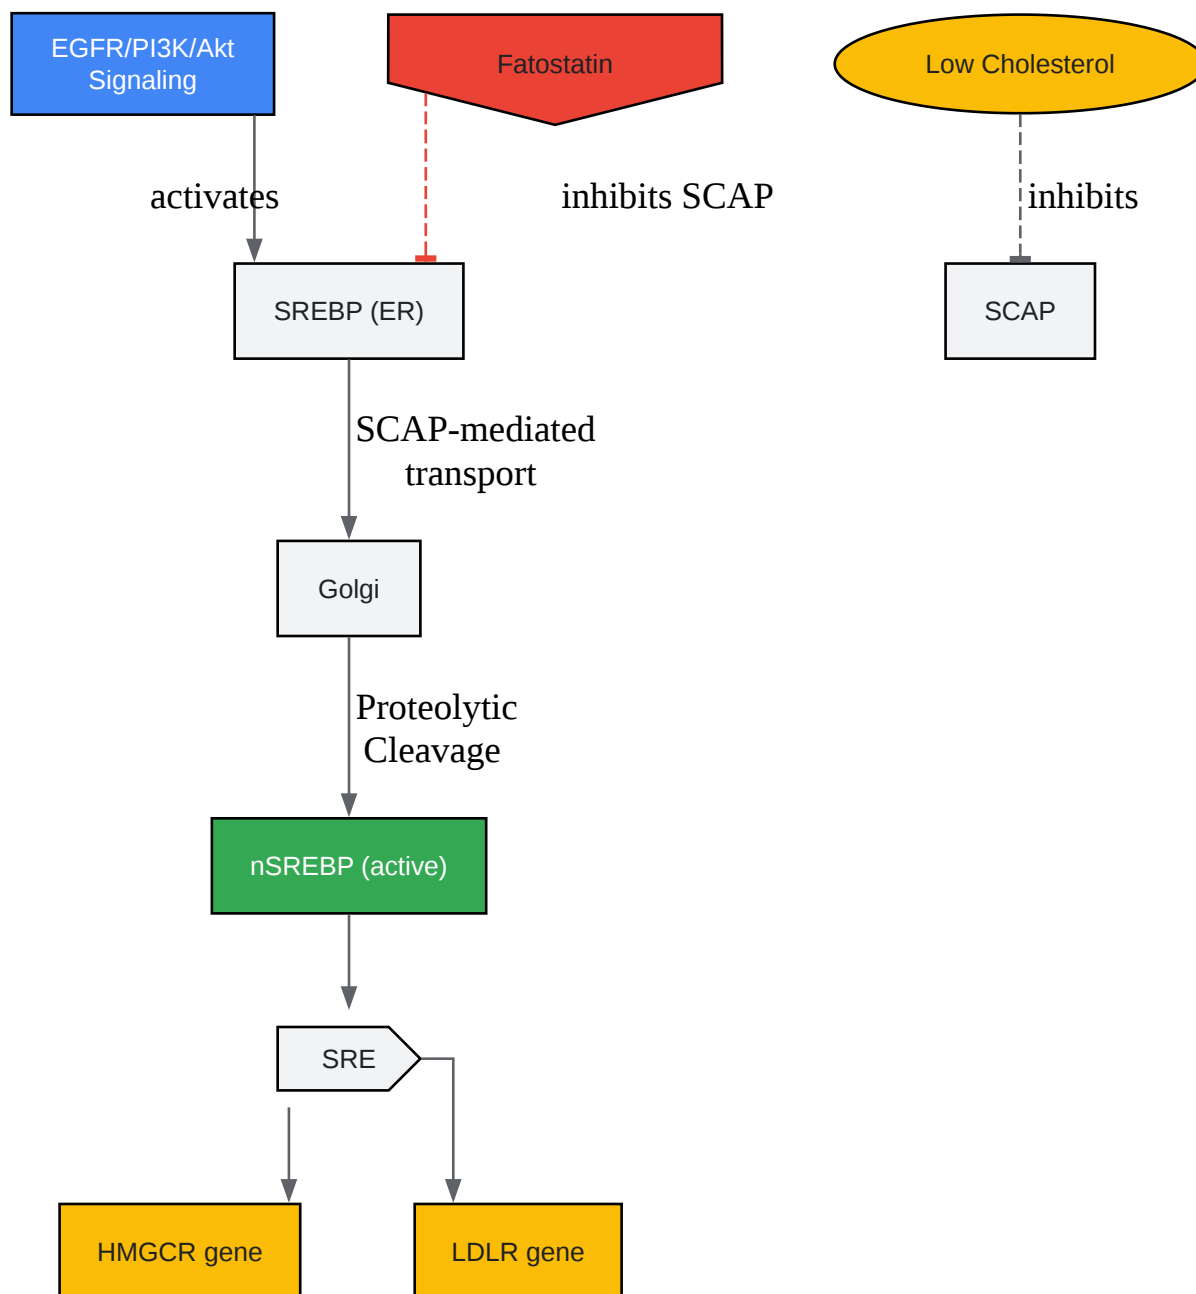 EGFR/PI3K/Akt
Signaling
Fatostatin
Low Cholesterol
activates
inhibits SCAP
inhibits
SREBP (ER)
SCAP
SCAP-mediated
transport
Golgi
Proteolytic
Cleavage
nSREBP (active)
SRE
HMGCR gene
LDLR gene